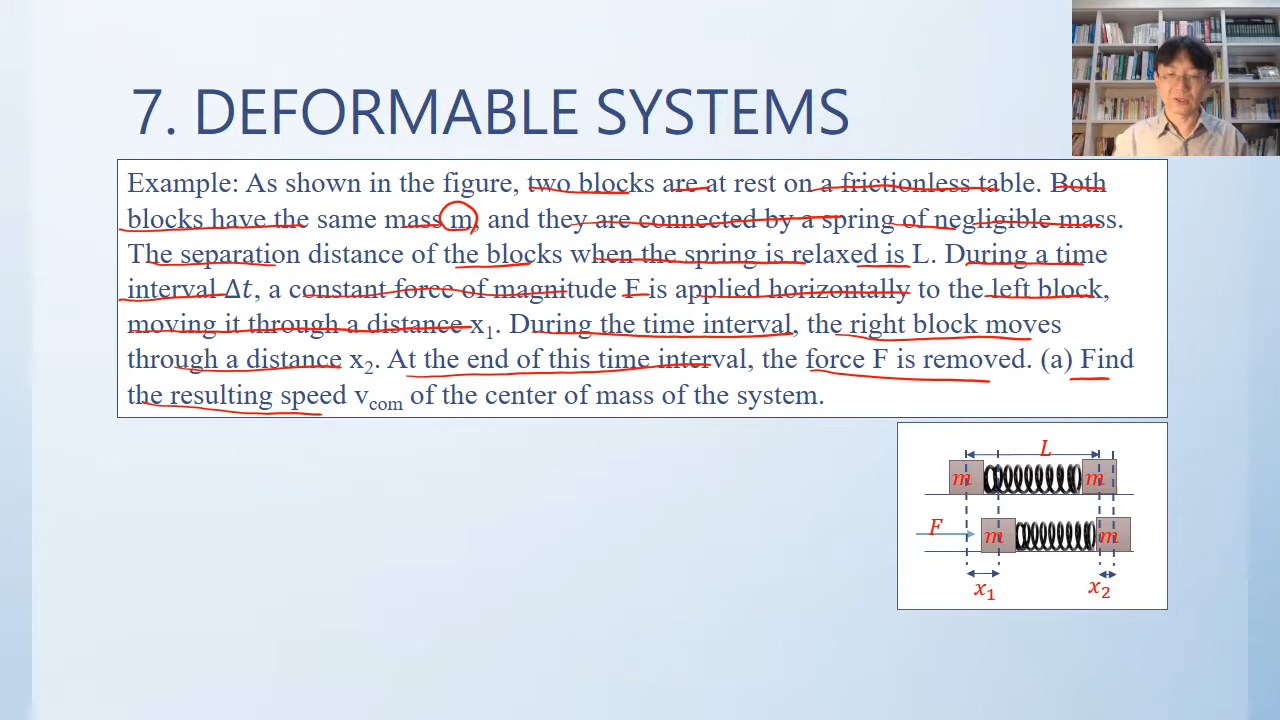 7. DEFORMABLE SYSTEMS
Example: As shown in the figure, two blocks are at rest on a frictionless table. Both
blocks have the same mass m, and they are connected by a spring of negligible mass.
The separation distance of the blocks when the spring is relaxed is L. During a time
interval Δt, a constant force of magnitude F is applied horizontally to the left block,
moving it through a distance x₁. During the time interval, the right block moves
through a distance x₂. At the end of this time interval, the force F is removed. (a) Find
the resulting speed v_com of the center of mass of the system.
L
m m
F
m m
x₁ x₂